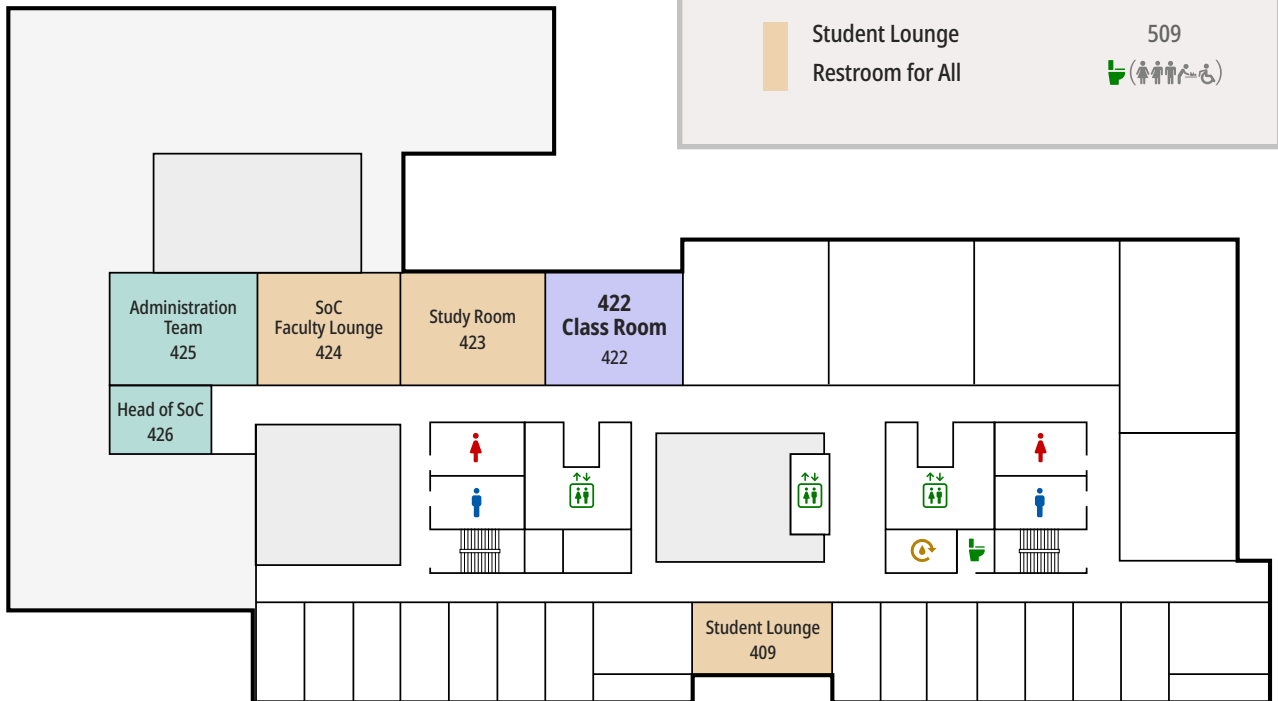 Student Lounge 509
Restroom for All
Administration
Team
425
SoC
Faculty Lounge
424
Study Room
423
422
Class Room
422
Head of SoC
426
Student Lounge
409